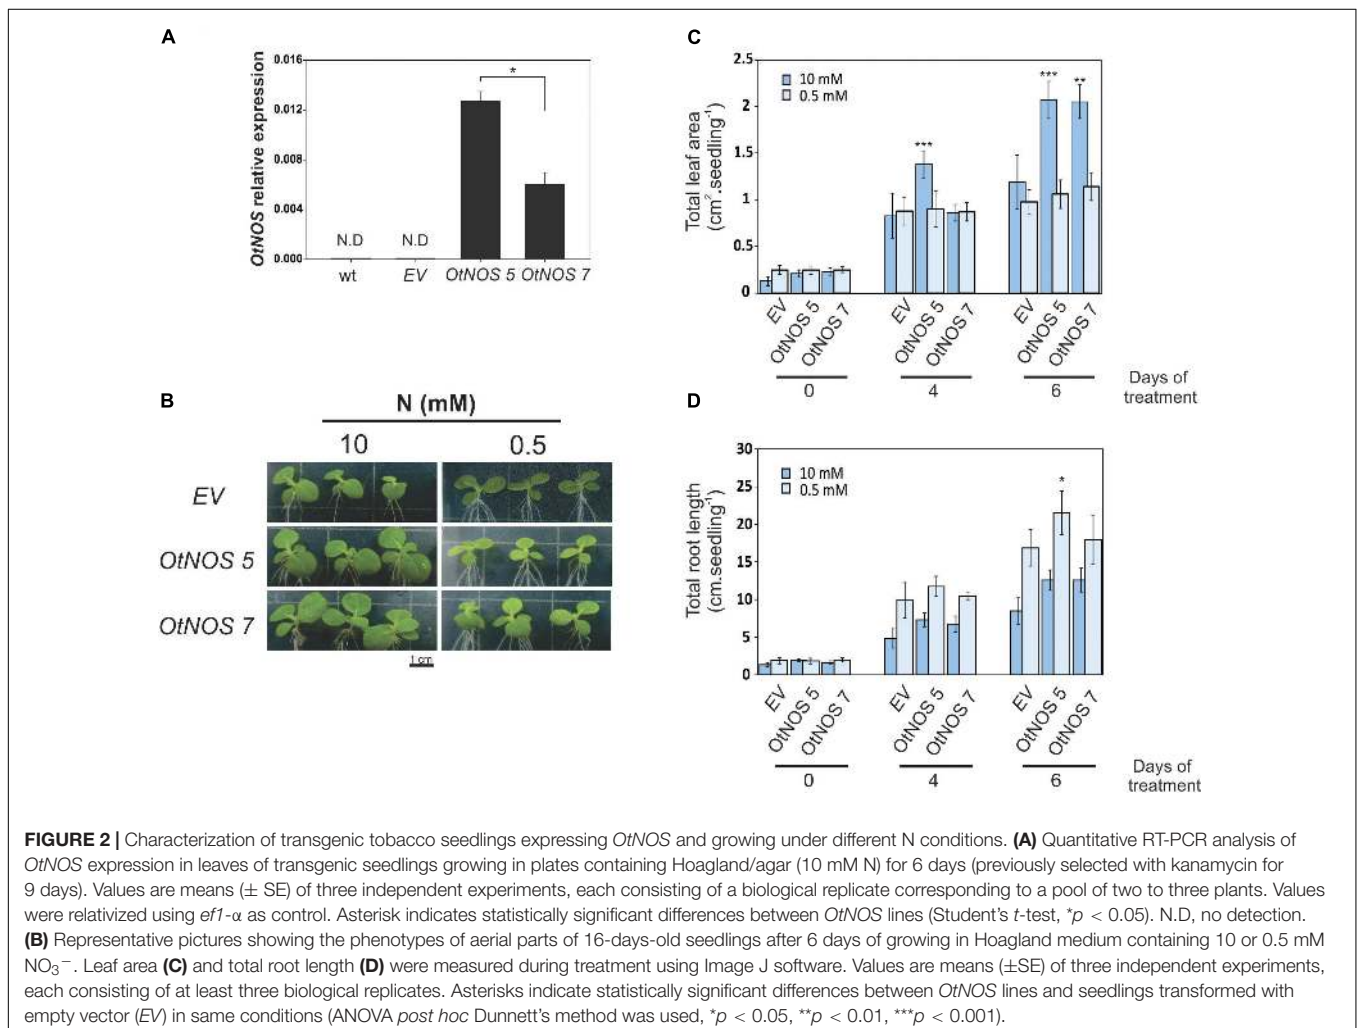 A
OtNOS relative expression
0.016
0.012
0.008
0.004
0.000
*
N.D
N.D
wt
EV
OtNOS 5
OtNOS 7
B
N (mM)
10
0.5
EV
OtNOS 5
OtNOS 7
1 cm
C
Total leaf area
(cm².seedling⁻¹)
2.5
2
1.5
1
0.5
0
10 mM
0.5 mM
***
***
**
EV
OtNOS 5
OtNOS 7
EV
OtNOS 5
OtNOS 7
EV
OtNOS 5
OtNOS 7
0
4
6
Days of
treatment
D
Total root length
(cm.seedling⁻¹)
30
25
20
15
10
5
0
10 mM
0.5 mM
*
EV
OtNOS 5
OtNOS 7
EV
OtNOS 5
OtNOS 7
EV
OtNOS 5
OtNOS 7
0
4
6
Days of
treatment
FIGURE 2 | Characterization of transgenic tobacco seedlings expressing OtNOS and growing under different N conditions. (A) Quantitative RT-PCR analysis of
OtNOS expression in leaves of transgenic seedlings growing in plates containing Hoagland/agar (10 mM N) for 6 days (previously selected with kanamycin for
9 days). Values are means (± SE) of three independent experiments, each consisting of a biological replicate corresponding to a pool of two to three plants. Values
were relativized using ef1-α as control. Asterisk indicates statistically significant differences between OtNOS lines (Student's t-test, *p < 0.05). N.D, no detection.
(B) Representative pictures showing the phenotypes of aerial parts of 16-days-old seedlings after 6 days of growing in Hoagland medium containing 10 or 0.5 mM
NO₃⁻. Leaf area (C) and total root length (D) were measured during treatment using Image J software. Values are means (±SE) of three independent experiments,
each consisting of at least three biological replicates. Asterisks indicate statistically significant differences between OtNOS lines and seedlings transformed with
empty vector (EV) in same conditions (ANOVA post hoc Dunnett's method was used, *p < 0.05, **p < 0.01, ***p < 0.001).